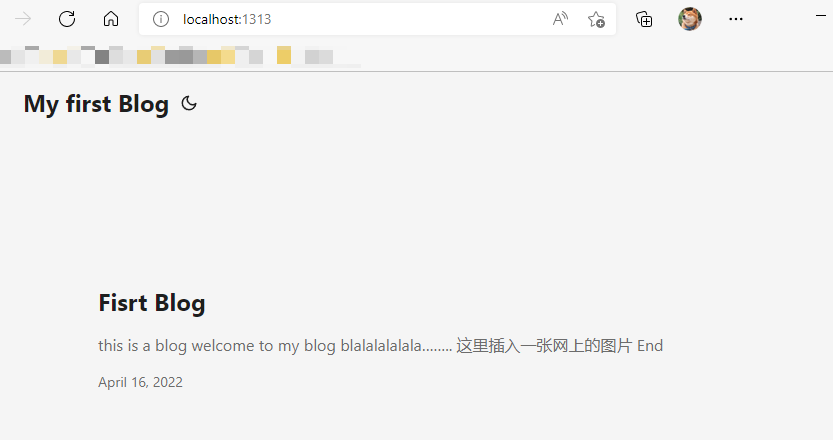 localhost:1313
My first Blog
Fisrt Blog
this is a blog welcome to my blog blalalalalala........ 这里插入一张网上的图片 End
April 16, 2022